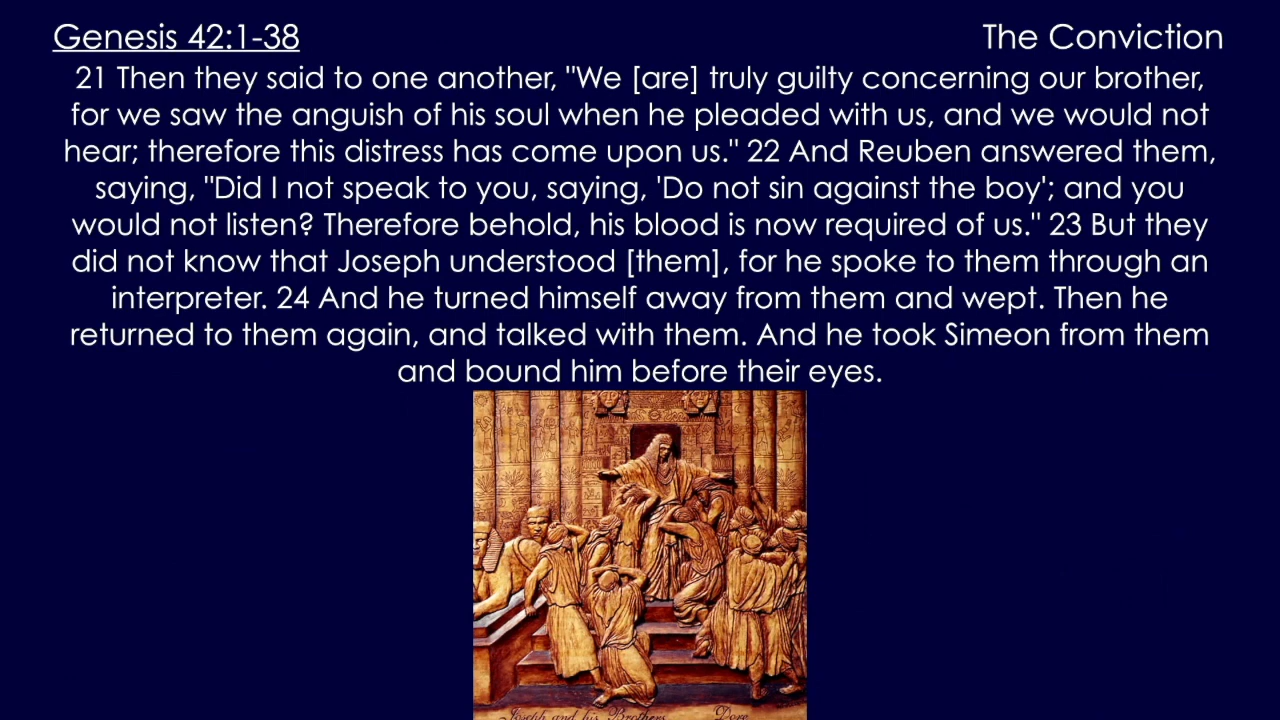 Genesis 42:1-38
The Conviction
21 Then they said to one another, "We [are] truly guilty concerning our brother,
for we saw the anguish of his soul when he pleaded with us, and we would not
hear; therefore this distress has come upon us." 22 And Reuben answered them,
saying, "Did I not speak to you, saying, 'Do not sin against the boy'; and you
would not listen? Therefore behold, his blood is now required of us." 23 But they
did not know that Joseph understood [them], for he spoke to them through an
interpreter. 24 And he turned himself away from them and wept. Then he
returned to them again, and talked with them. And he took Simeon from them
and bound him before their eyes.
Joseph and his Brothers Dore